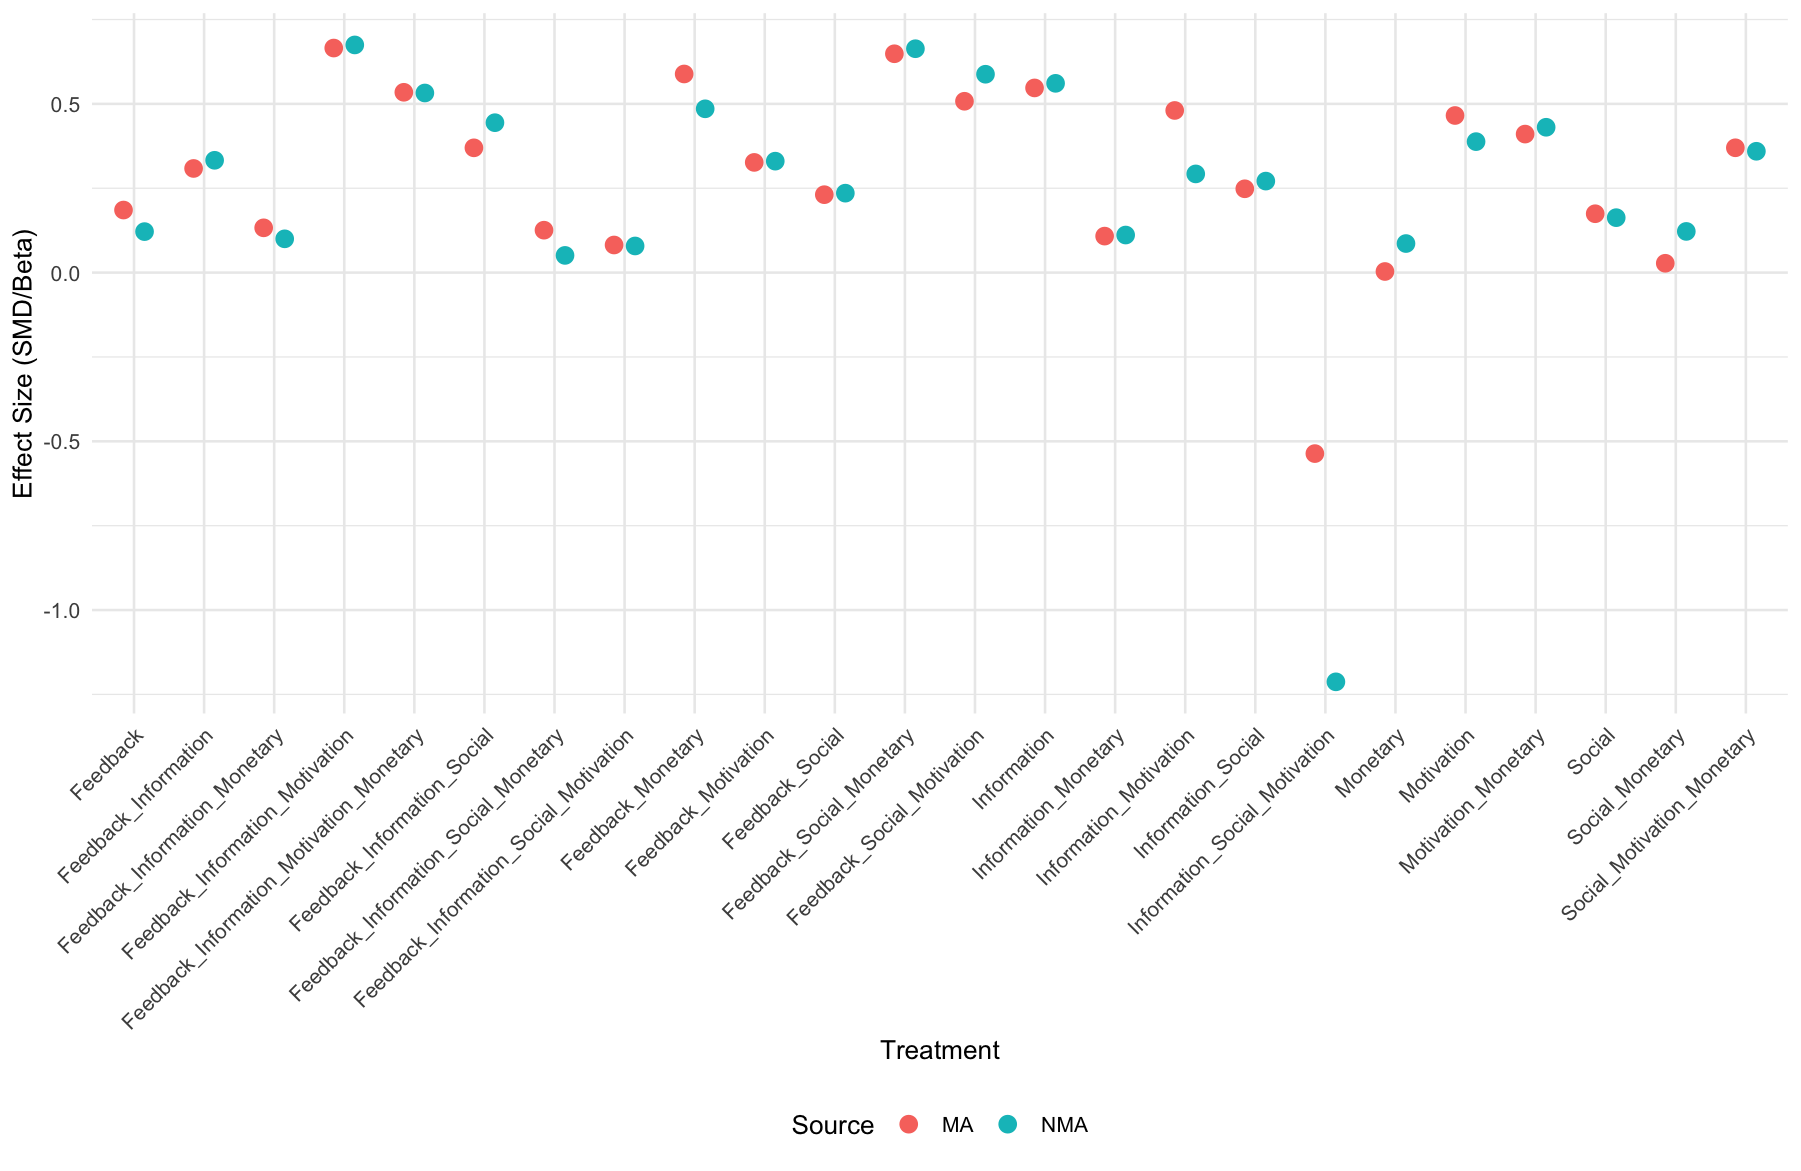 Effect Size (SMD/Beta)
0.5
0.0
-0.5
-1.0
Feedback
Feedback_Information
Feedback_Information_Monetary
Feedback_Information_Motivation
Feedback_Information_Motivation_Monetary
Feedback_Information_Social
Feedback_Information_Social_Monetary
Feedback_Information_Social_Motivation
Feedback_Monetary
Feedback_Motivation
Feedback_Social
Feedback_Social_Monetary
Feedback_Social_Motivation
Information
Information_Monetary
Information_Motivation
Information_Social
Information_Social_Motivation
Monetary
Motivation
Motivation_Monetary
Social
Social_Monetary
Social_Motivation_Monetary
Treatment
Source MA NMA